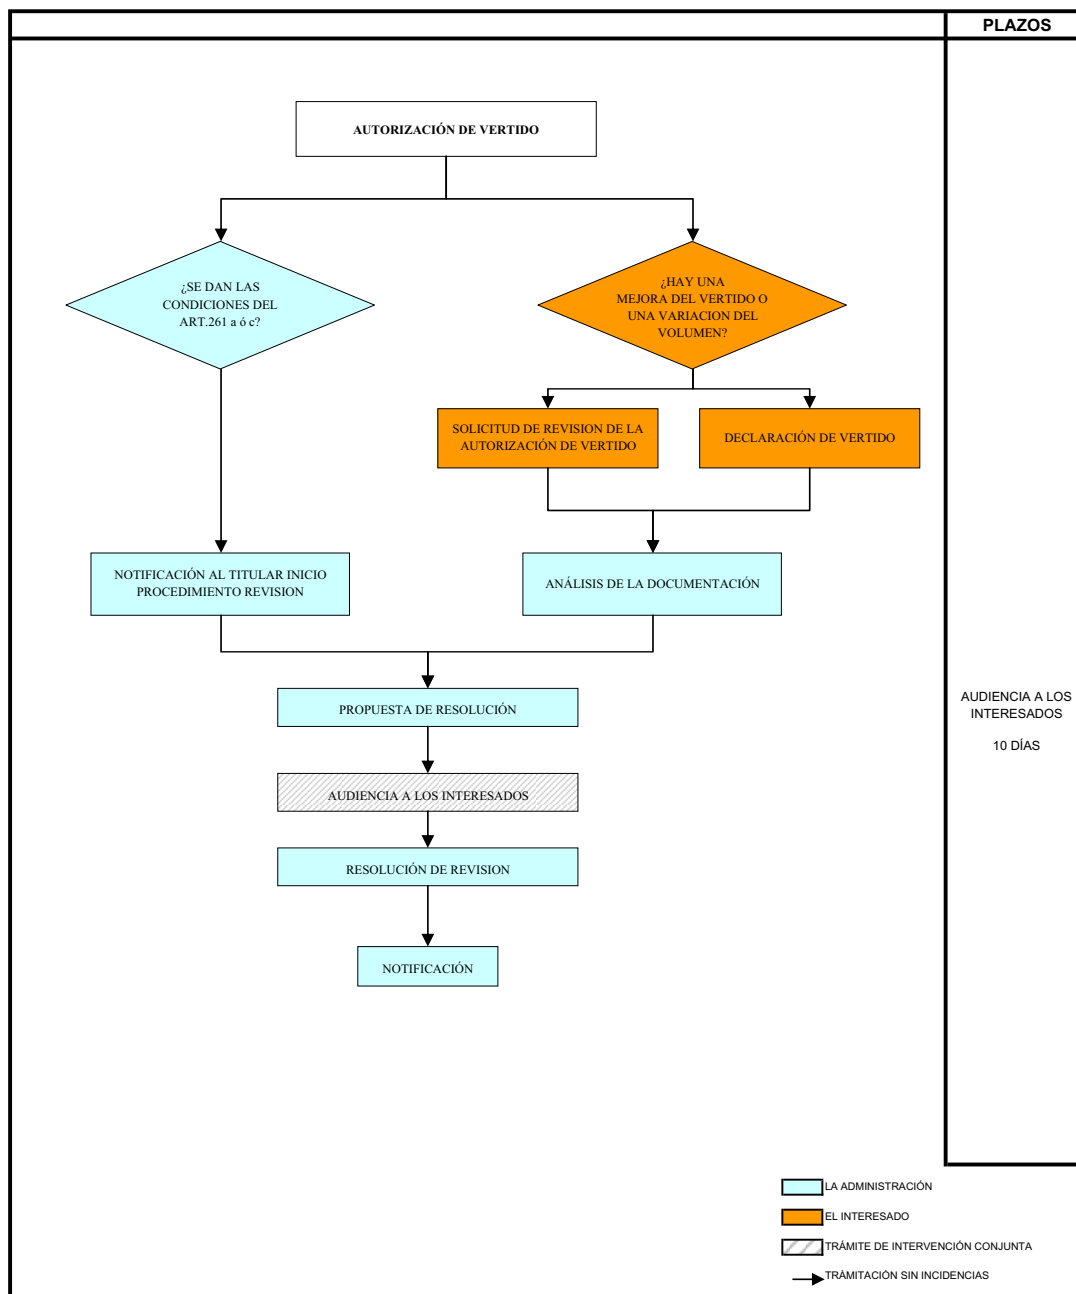 PLAZOS
AUTORIZACIÓN DE VERTIDO
¿SE DAN LAS
CONDICIONES DEL
ART.261 a ó c?
¿HAY UNA
MEJORA DEL VERTIDO O
UNA VARIACION DEL
VOLUMEN?
SOLICITUD DE REVISION DE LA
AUTORIZACIÓN DE VERTIDO
DECLARACIÓN DE VERTIDO
NOTIFICACIÓN AL TITULAR INICIO
PROCEDIMIENTO REVISION
ANÁLISIS DE LA DOCUMENTACIÓN
PROPUESTA DE RESOLUCIÓN
AUDIENCIA A LOS
INTERESADOS
10 DÍAS
AUDIENCIA A LOS INTERESADOS
RESOLUCIÓN DE REVISION
NOTIFICACIÓN
LA ADMINISTRACIÓN
EL INTERESADO
TRÁMITE DE INTERVENCIÓN CONJUNTA
TRÁMITACIÓN SIN INCIDENCIAS